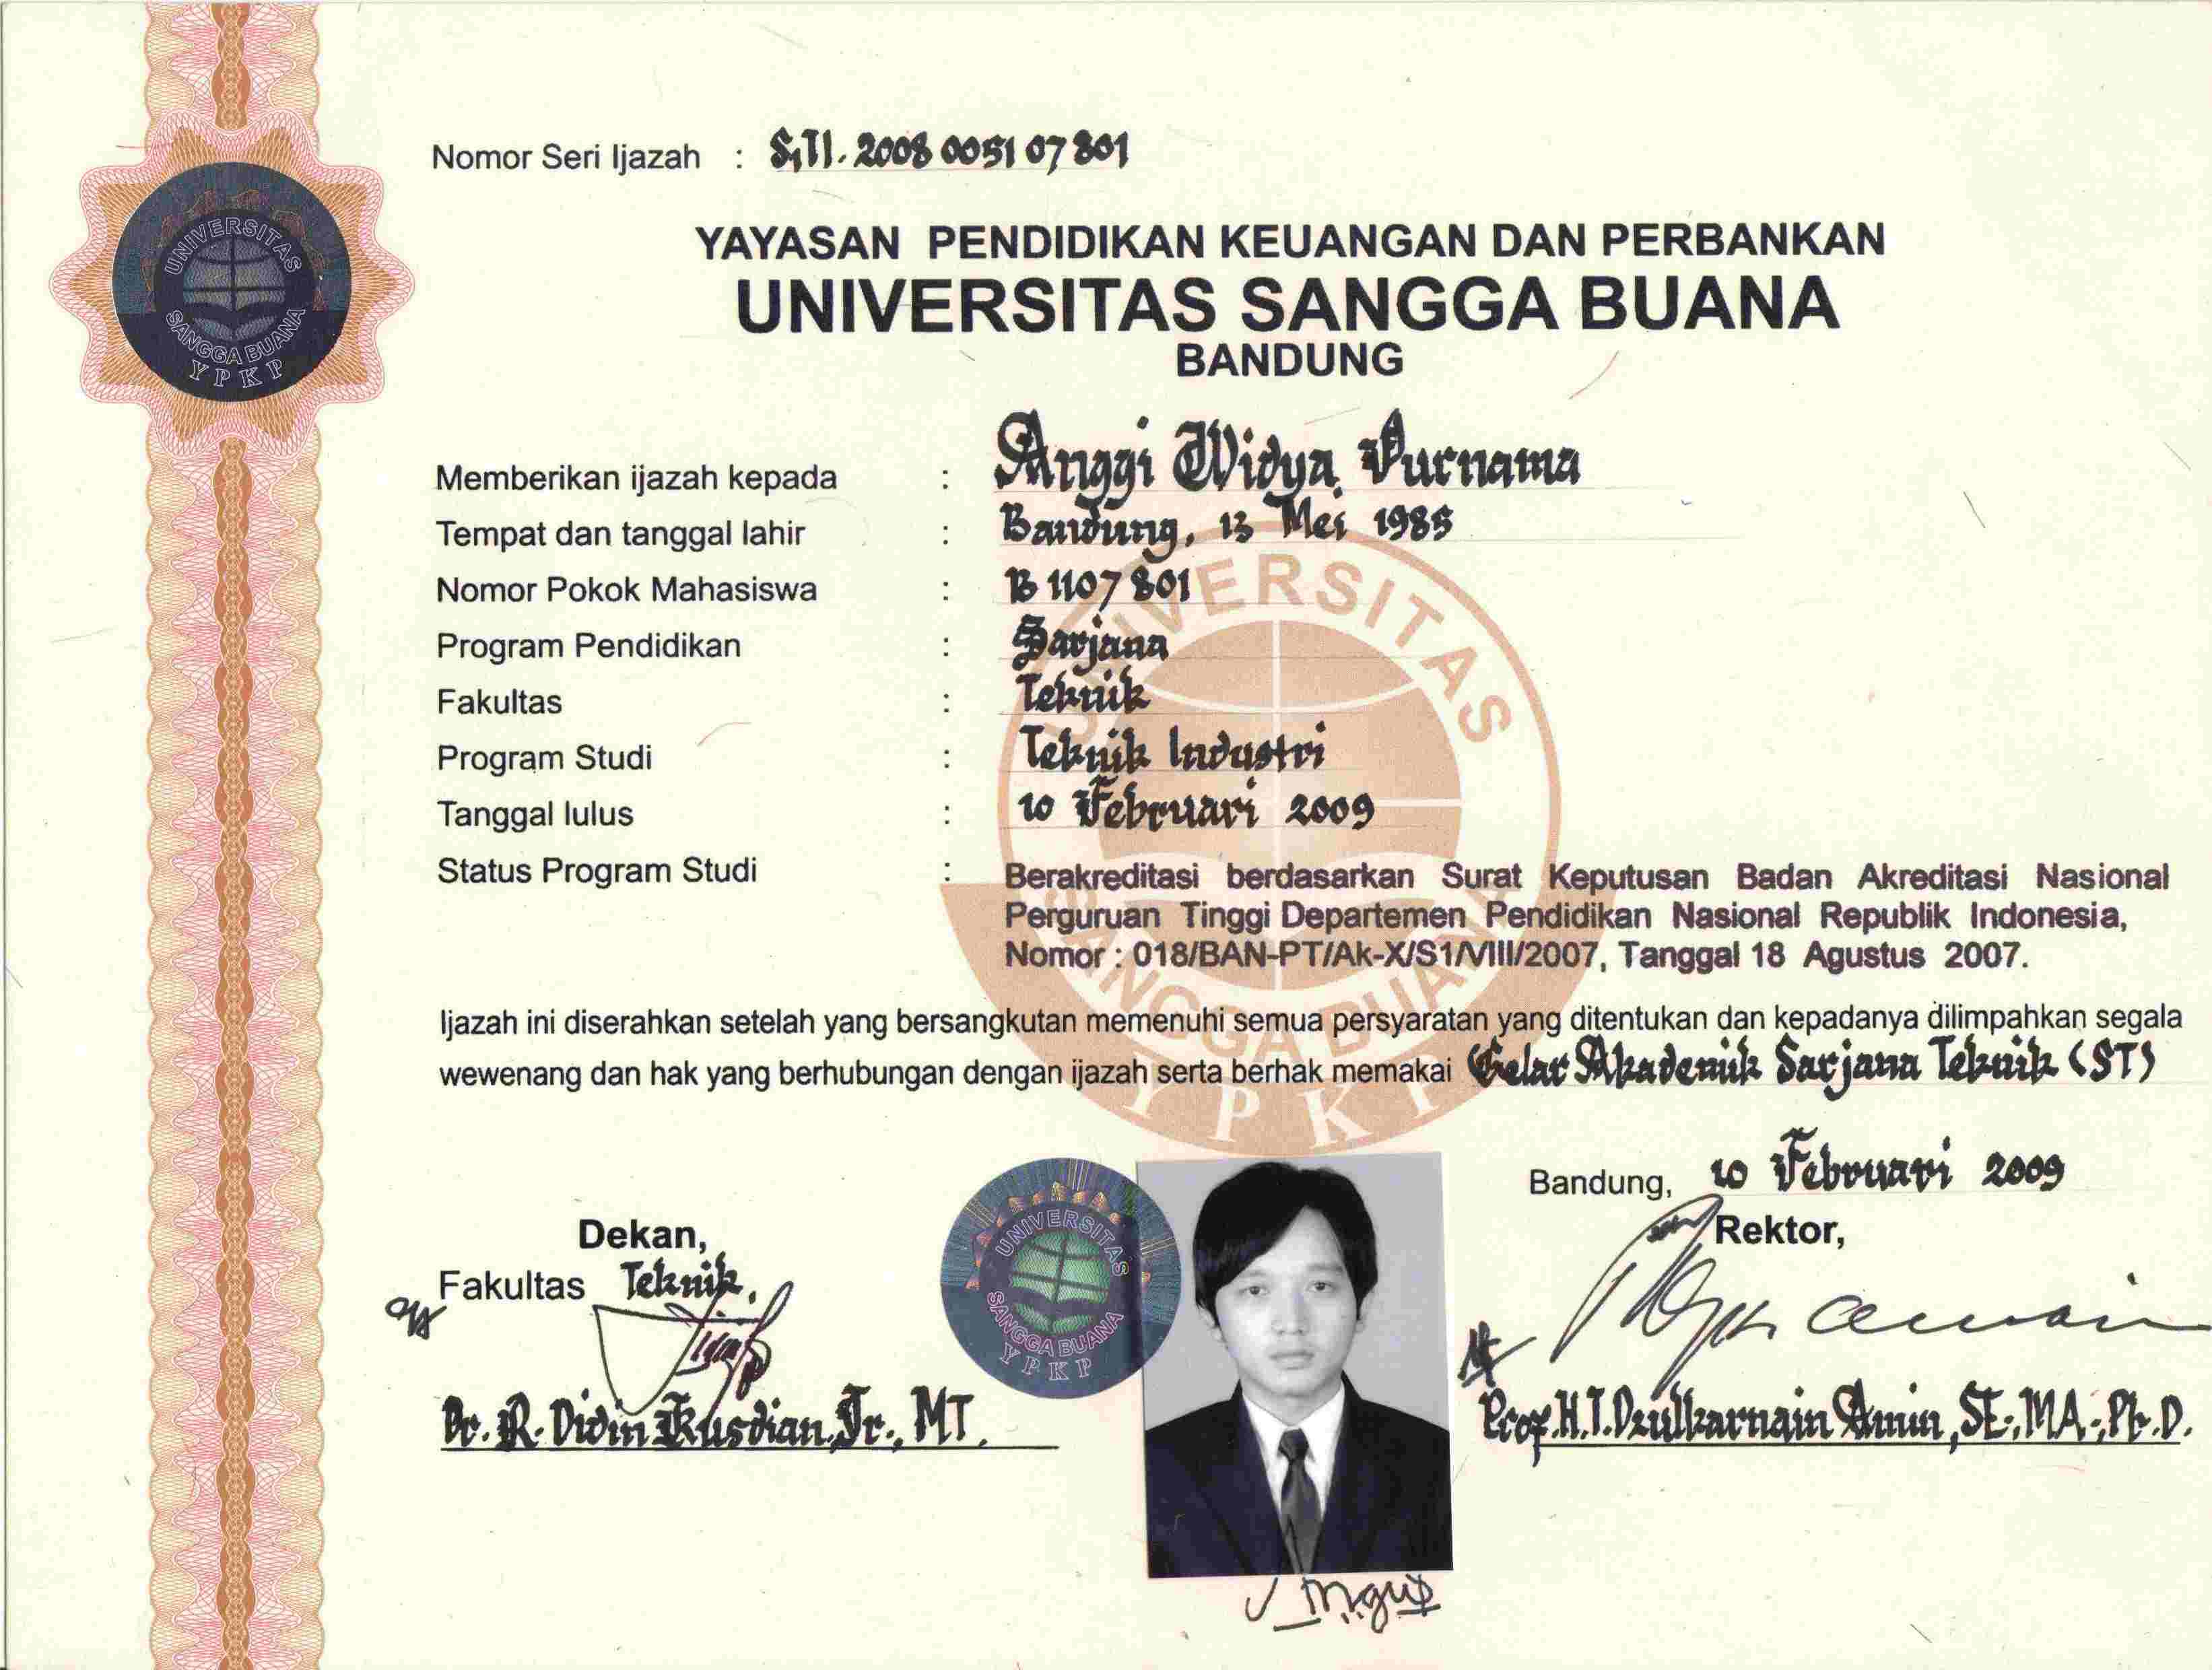 Nomor Seri Ijazah : S1TI. 2008 0051 07 801
UNIVERSITAS
SANGGA BUANA
YPKP
YAYASAN PENDIDIKAN KEUANGAN DAN PERBANKAN
UNIVERSITAS SANGGA BUANA
BANDUNG
Memberikan ijazah kepada : Anggi Widya Purnama
Tempat dan tanggal lahir : Bandung, 13 Mei 1985
Nomor Pokok Mahasiswa : B 1107 801
Program Pendidikan : Sarjana
Fakultas : Teknik
Program Studi : Teknik Industri
Tanggal lulus : 10 Februari 2009
Status Program Studi : Berakreditasi berdasarkan Surat Keputusan Badan Akreditasi Nasional
Perguruan Tinggi Departemen Pendidikan Nasional Republik Indonesia,
Nomor : 018/BAN-PT/Ak-X/S1/VIII/2007, Tanggal 18 Agustus 2007.
UNIVERSITAS
SANGGA BUANA
YPKP
Ijazah ini diserahkan setelah yang bersangkutan memenuhi semua persyaratan yang ditentukan dan kepadanya dilimpahkan segala
wewenang dan hak yang berhubungan dengan ijazah serta berhak memakai Gelar Akademik Sarjana Teknik (ST)
Bandung, 10 Februari 2009
Dekan,
Fakultas Teknik,
Rektor,
UNIVERSITAS
SANGGA BUANA
YPKP
Dr. R. Didin Kusdian, Ir., MT.
Prof. H. T. Dzulkarnain Amin, SE., MA., Ph.D.